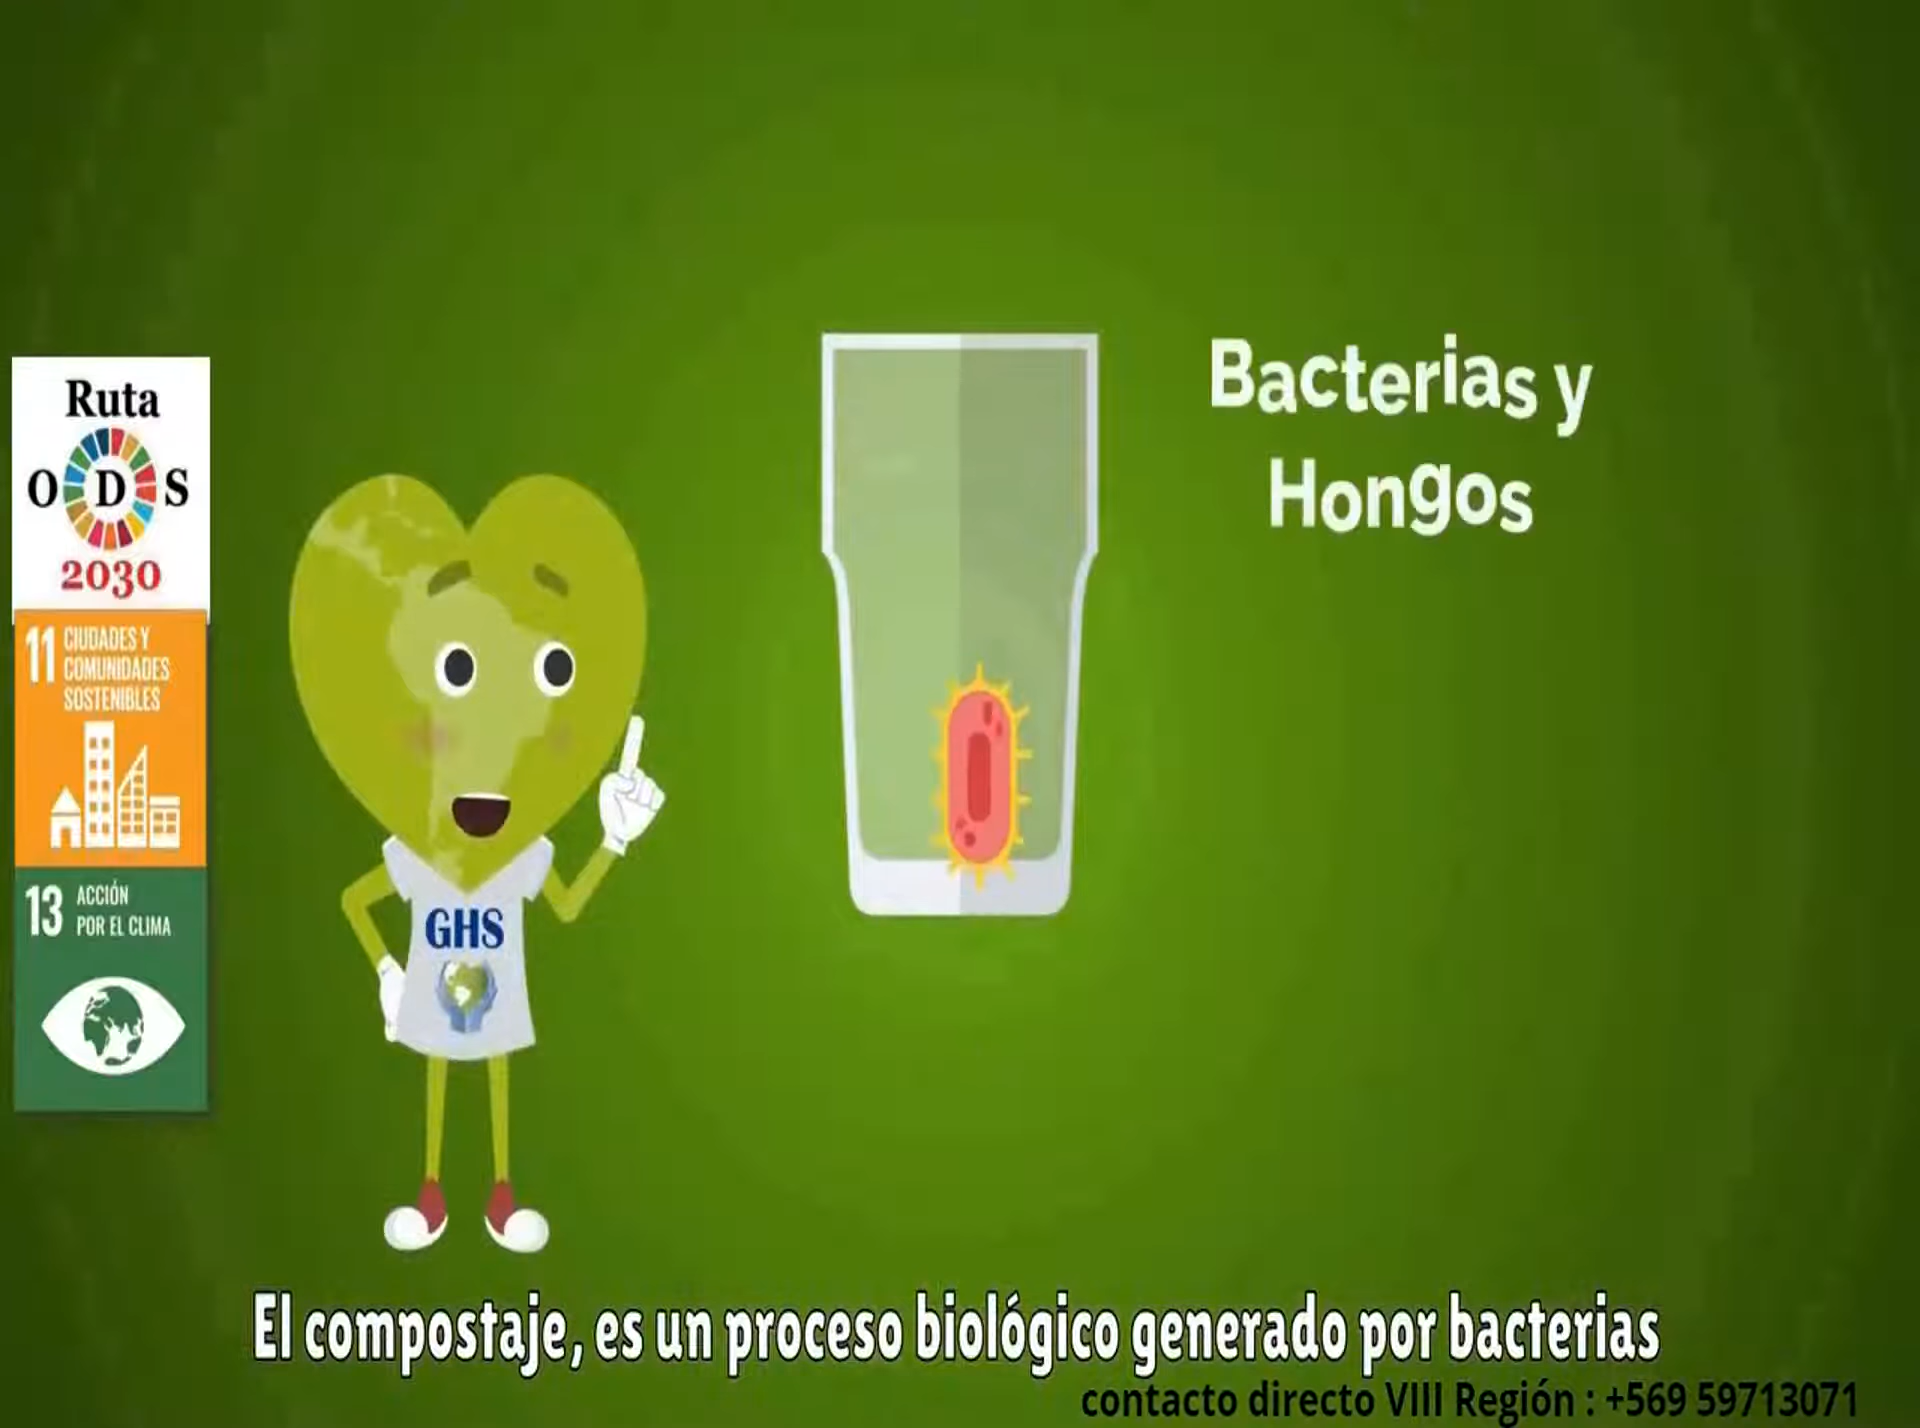 Ruta
ODS
2030
11 CIUDADES Y
COMUNIDADES
SOSTENIBLES
13 ACCIÓN
POR EL CLIMA
GHS
Bacterias y
Hongos
El compostaje, es un proceso biológico generado por bacterias
contacto directo VIII Región : +569 59713071